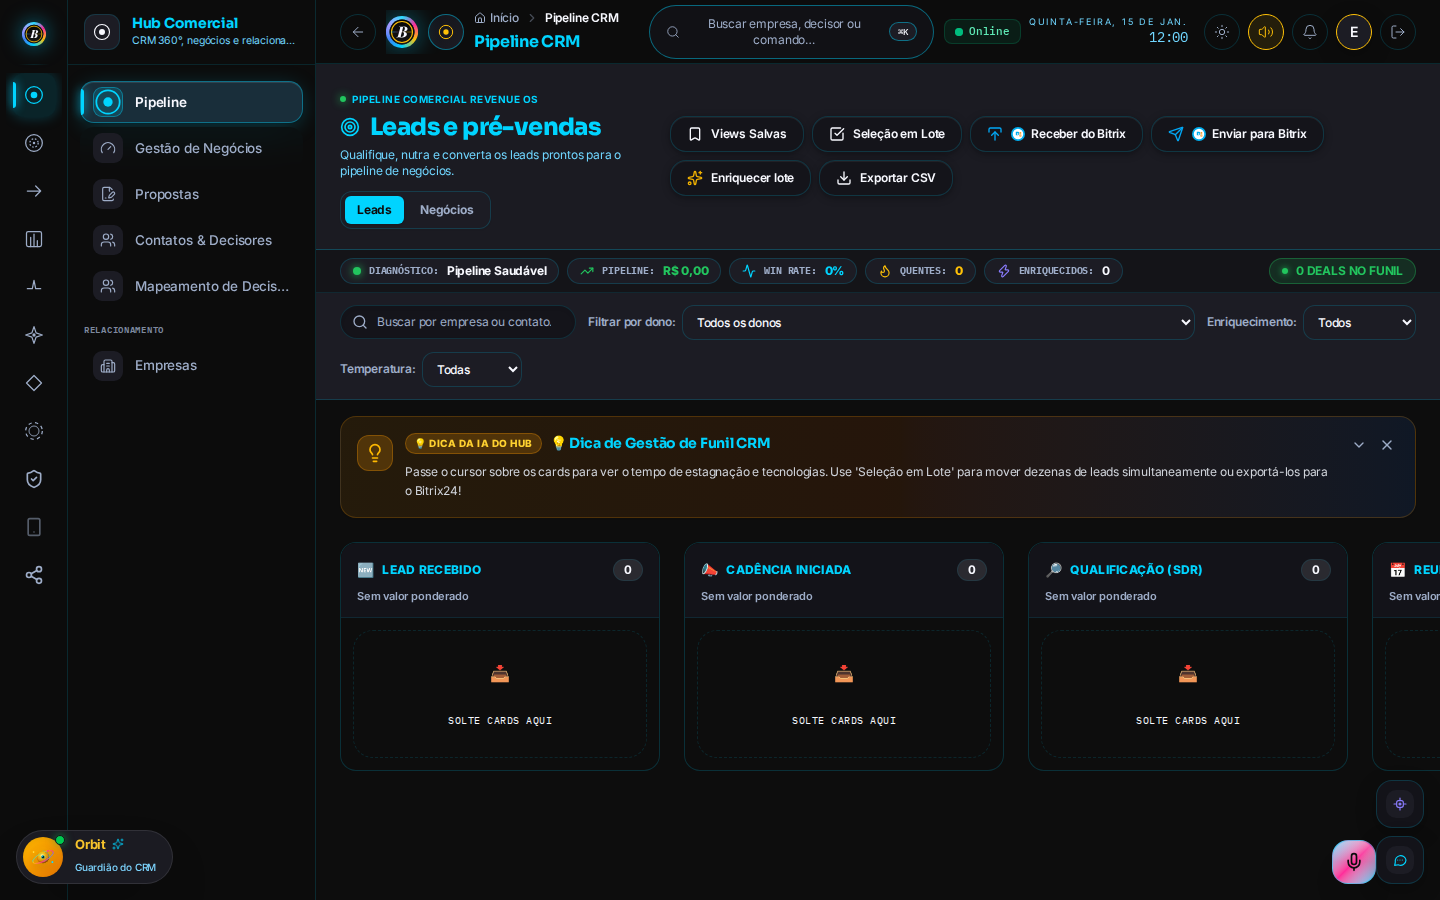 B
Hub Comercial
CRM 360°, negócios e relaciona...
Pipeline
Gestão de Negócios
Propostas
Contatos & Decisores
Mapeamento de Decis...
RELACIONAMENTO
Empresas
Orbit
Guardião do CRM
B
Início
Pipeline CRM
Pipeline CRM
Buscar empresa, decisor ou
comando...
⌘K
Online
QUINTA-FEIRA, 15 DE JAN.
12:00
E
PIPELINE COMERCIAL REVENUE OS
Leads e pré-vendas
Qualifique, nutra e converta os leads prontos para o
pipeline de negócios.
Leads
Negócios
Views Salvas
Seleção em Lote
Receber do Bitrix
Enviar para Bitrix
Enriquecer lote
Exportar CSV
DIAGNÓSTICO: Pipeline Saudável
PIPELINE: R$ 0,00
WIN RATE: 0%
QUENTES: 0
ENRIQUECIDOS: 0
0 DEALS NO FUNIL
Buscar por empresa ou contato.
Filtrar por dono:
Todos os donos
Enriquecimento:
Todos
Temperatura:
Todas
💡 DICA DA IA DO HUB
💡 Dica de Gestão de Funil CRM
Passe o cursor sobre os cards para ver o tempo de estagnação e tecnologias. Use 'Seleção em Lote' para mover dezenas de leads simultaneamente ou exportá-los para
o Bitrix24!
🆕 LEAD RECEBIDO
0
Sem valor ponderado
SOLTE CARDS AQUI
📣 CADÊNCIA INICIADA
0
Sem valor ponderado
SOLTE CARDS AQUI
🔎 QUALIFICAÇÃO (SDR)
0
Sem valor ponderado
SOLTE CARDS AQUI
📅 REU
Sem valor